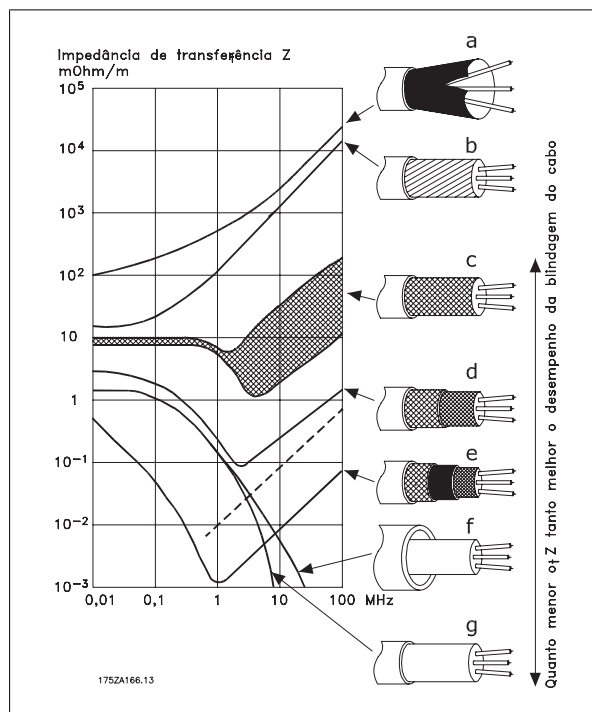 Impedância de transferência Z
mOhm/m
a
b
c
d
e
f
g
10⁵
10⁴
10³
10²
10
1
10⁻¹
10⁻²
10⁻³
0,01 0,1 1 10 100 MHz
175ZA166.13
Quanto menor o Z tanto melhor o desempenho da blindagem do cabo